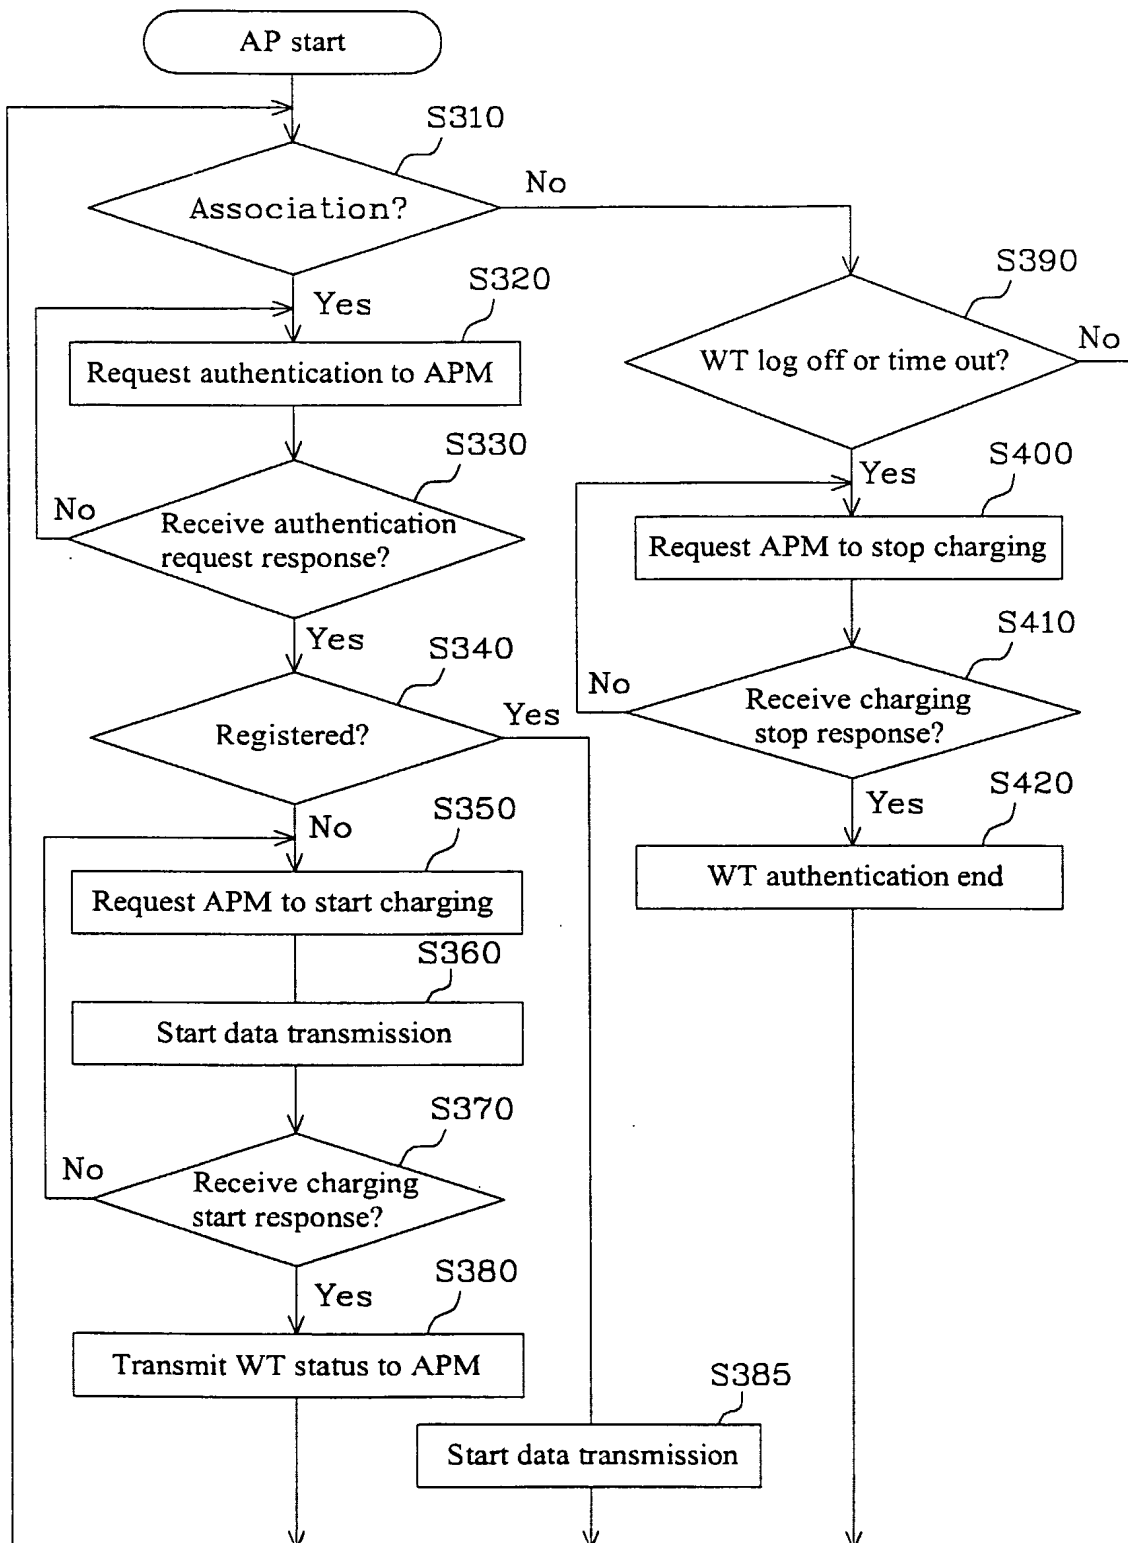 AP start
S310
Association?
No
Yes
S320
Request authentication to APM
S330
No
Receive authentication
request response?
Yes
S340
Registered?
Yes
No
S350
Request APM to start charging
S360
Start data transmission
S370
No
Receive charging
start response?
Yes
S380
Transmit WT status to APM
S385
Start data transmission
S390
No
WT log off or time out?
Yes
S400
Request APM to stop charging
S410
No
Receive charging
stop response?
Yes
S420
WT authentication end